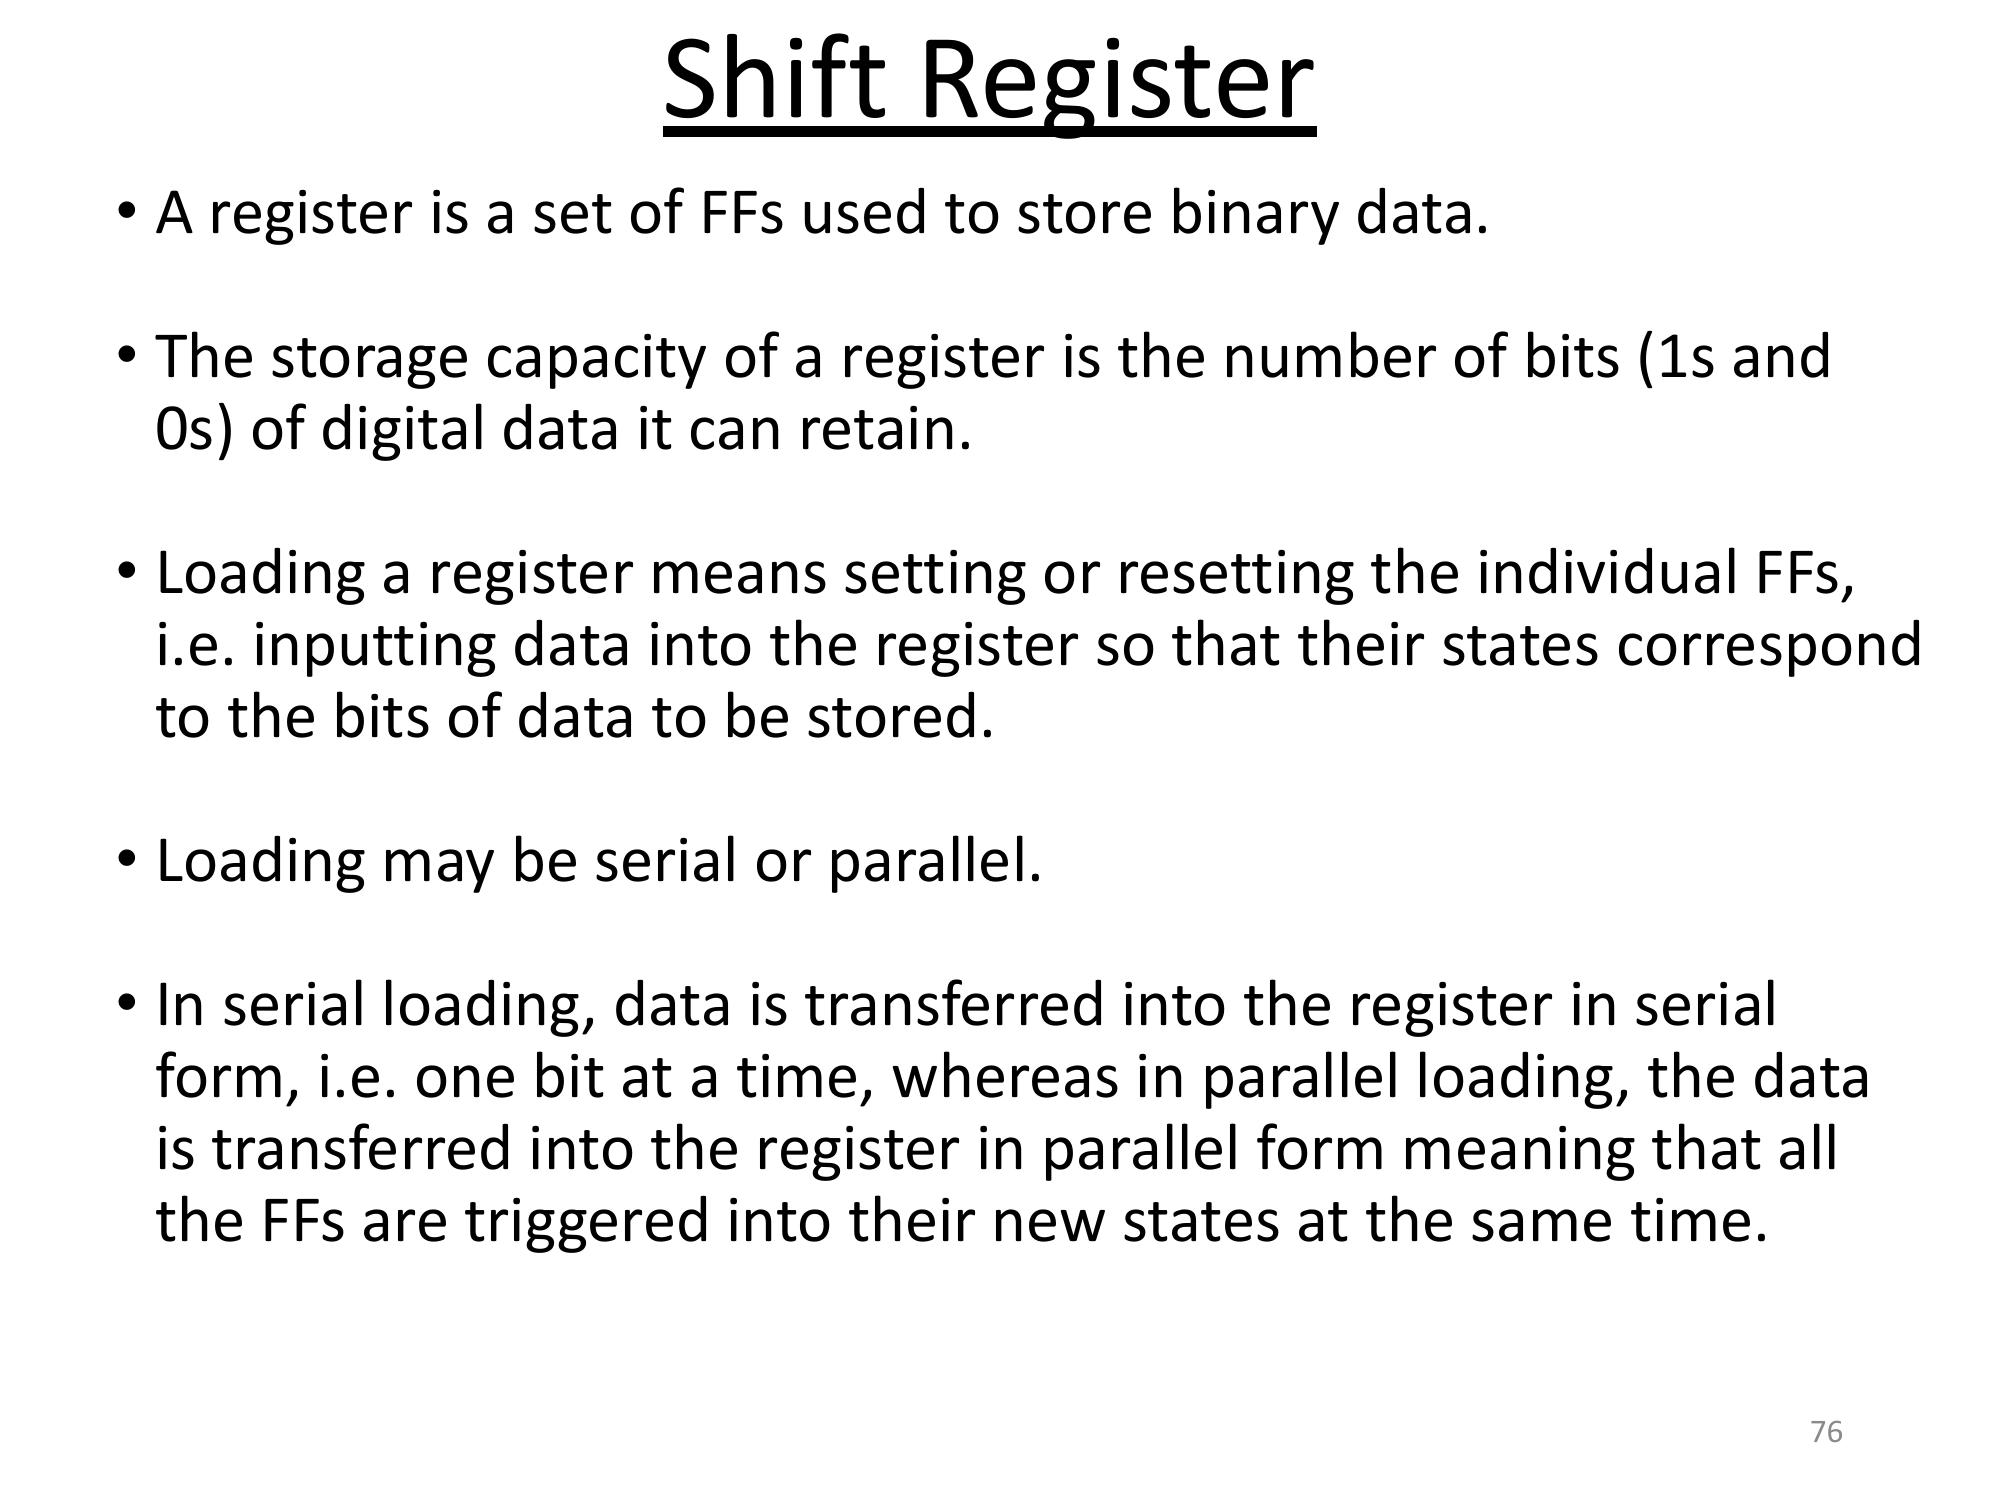 Shift Register
• A register is a set of FFs used to store binary data.
• The storage capacity of a register is the number of bits (1s and
0s) of digital data it can retain.
• Loading a register means setting or resetting the individual FFs,
i.e. inputting data into the register so that their states correspond
to the bits of data to be stored.
• Loading may be serial or parallel.
• In serial loading, data is transferred into the register in serial
form, i.e. one bit at a time, whereas in parallel loading, the data
is transferred into the register in parallel form meaning that all
the FFs are triggered into their new states at the same time.
76